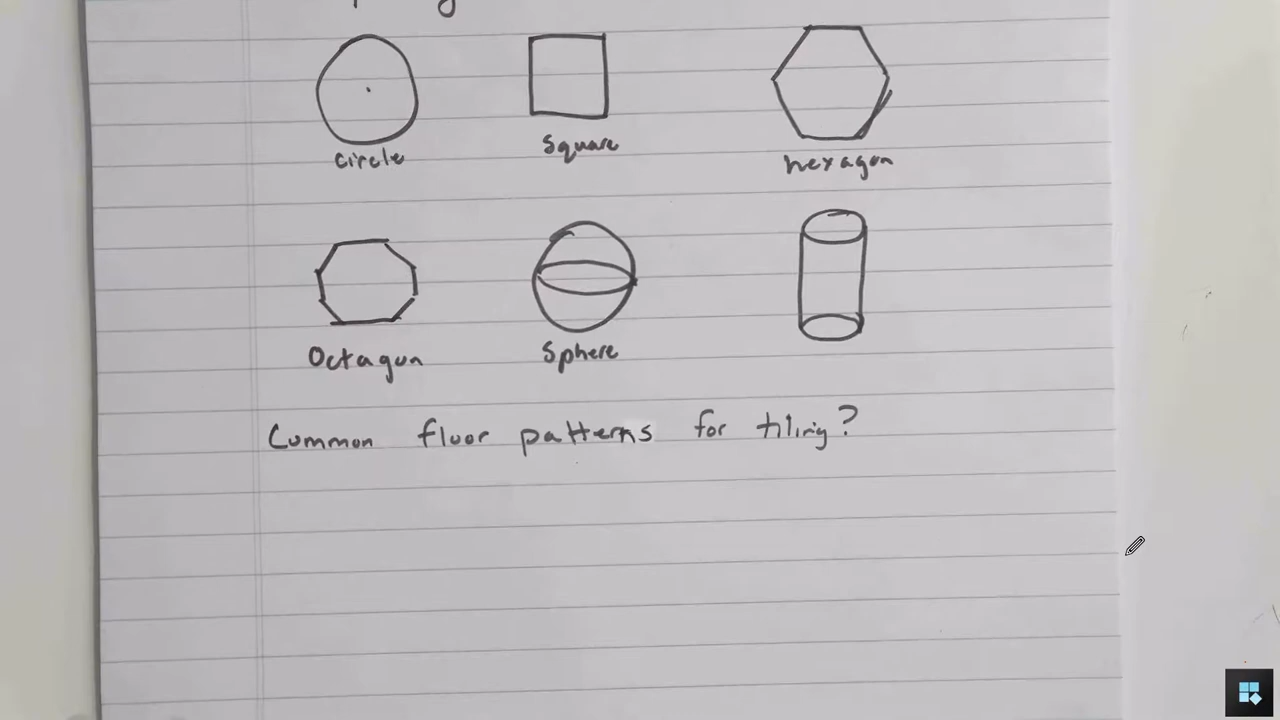 Circle Square hexagon
Octagon Sphere
Common floor patterns for tiling?